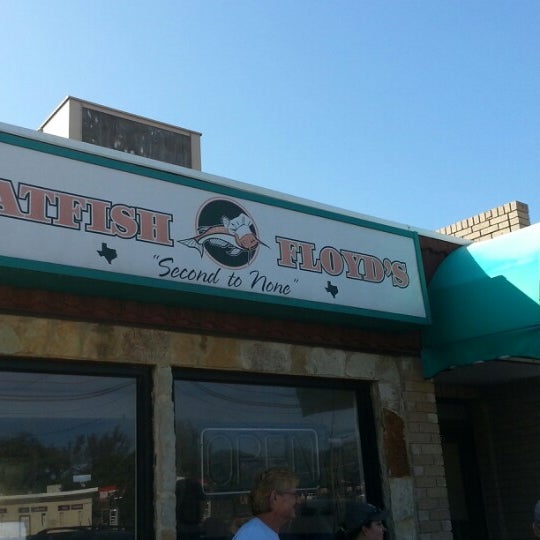 ATFISH FLOYD'S
"Second to None"
OPEN